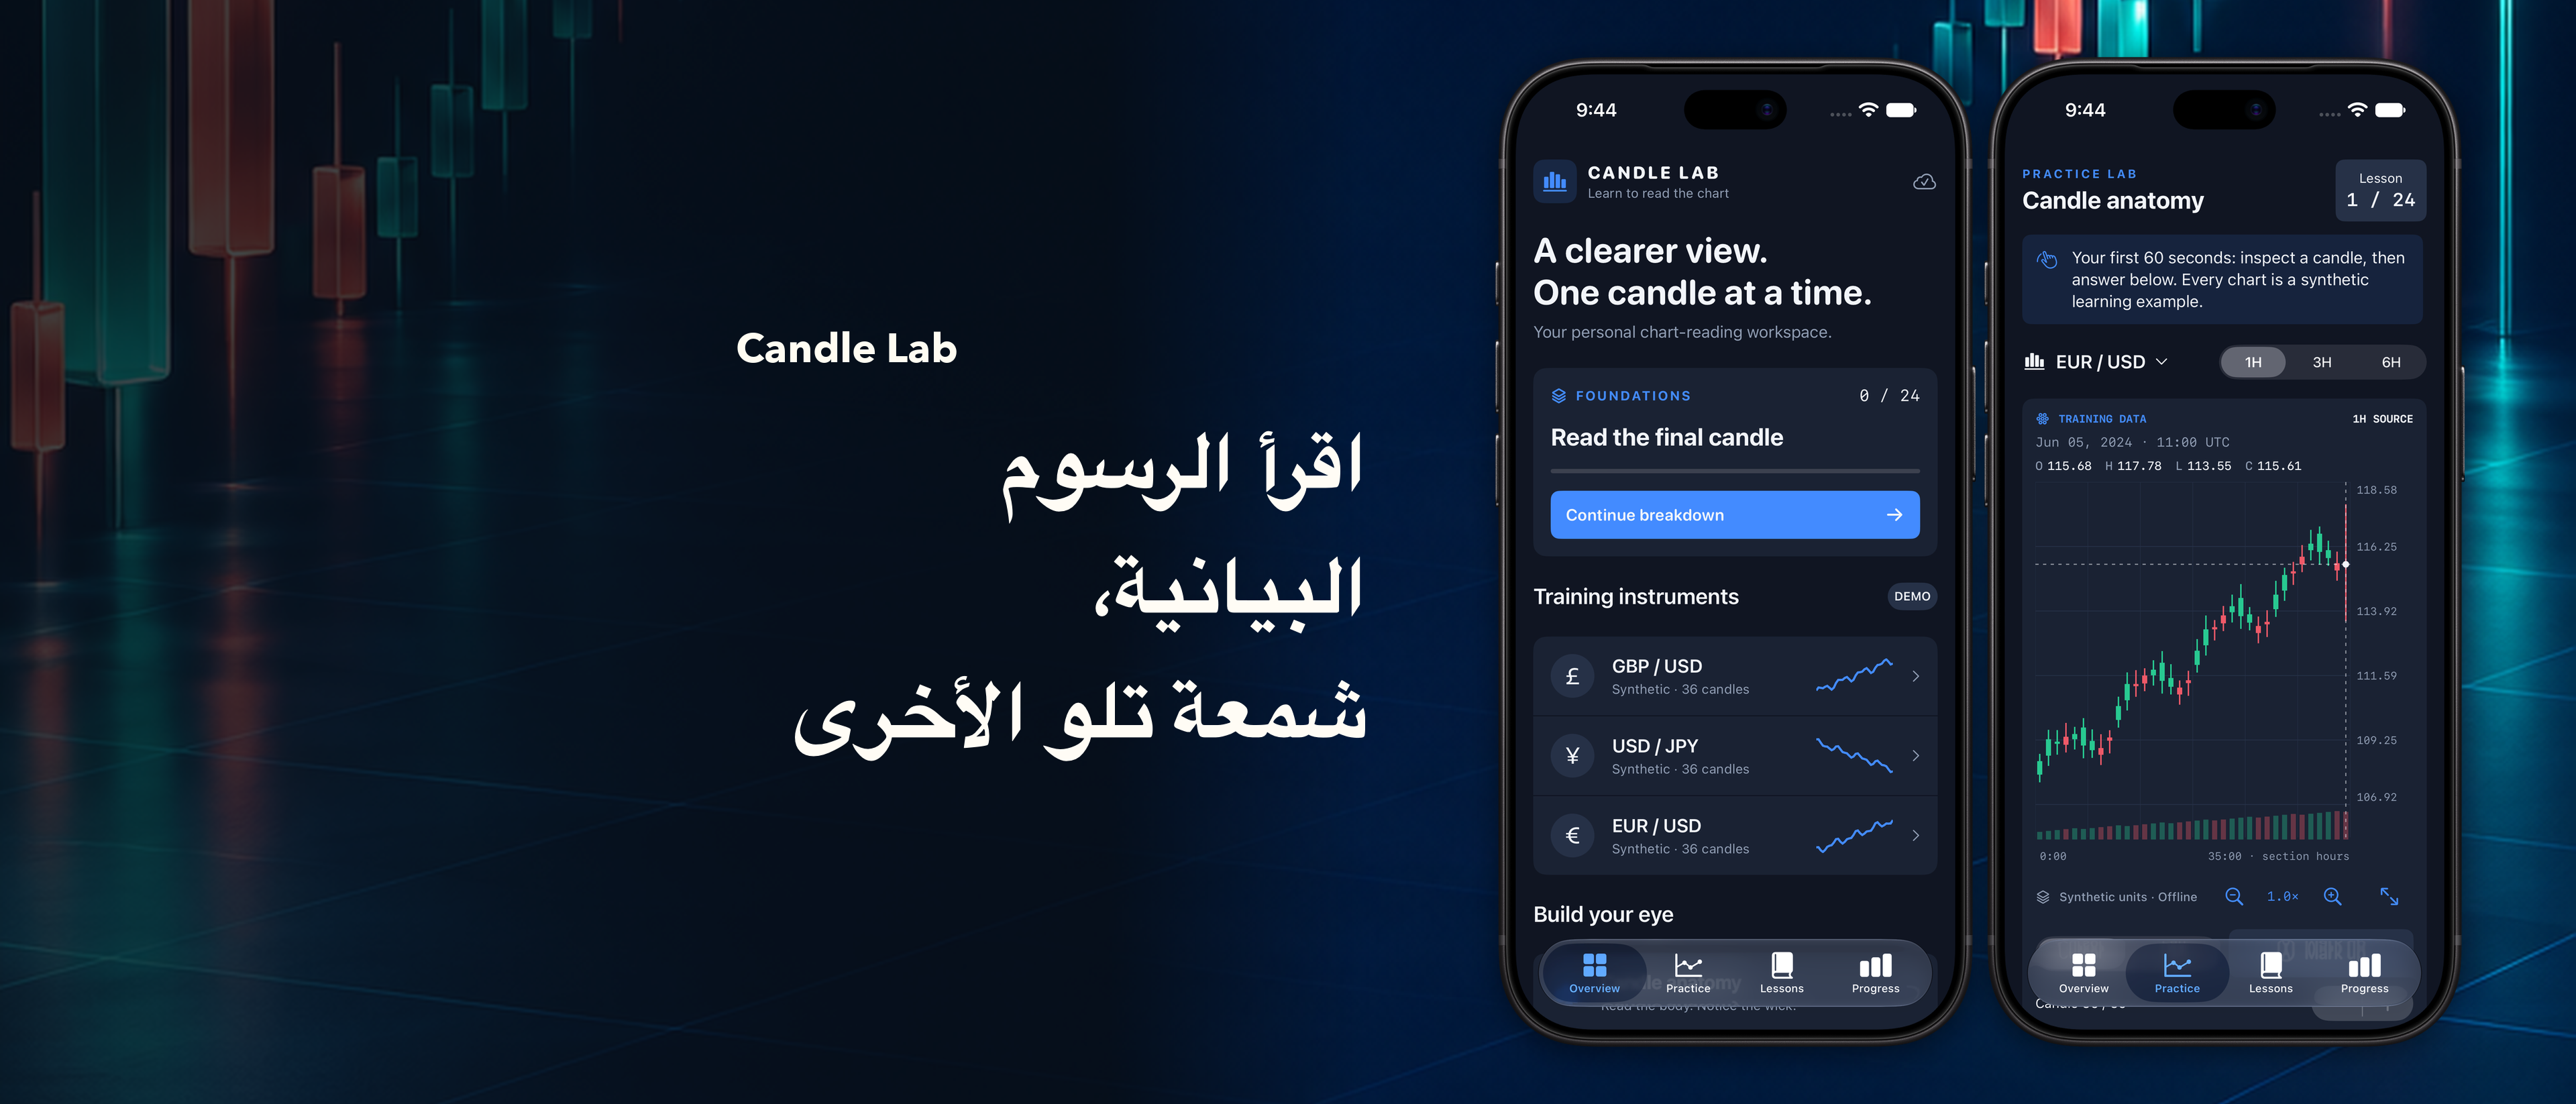 Candle Lab
اقرأ الرسوم
البيانية،
شمعة تلو الأخرى
9:44
CANDLE LAB
Learn to read the chart
A clearer view.
One candle at a time.
Your personal chart-reading workspace.
FOUNDATIONS
0 / 24
Read the final candle
Continue breakdown
Training instruments
DEMO
£
GBP / USD
Synthetic · 36 candles
¥
USD / JPY
Synthetic · 36 candles
€
EUR / USD
Synthetic · 36 candles
Build your eye
Read the body. Notice the wick.
Overview
Practice
Lessons
Progress
9:44
PRACTICE LAB
Candle anatomy
Lesson
1 / 24
Your first 60 seconds: inspect a candle, then
answer below. Every chart is a synthetic
learning example.
EUR / USD
1H 3H 6H
TRAINING DATA
1H SOURCE
Jun 05, 2024 · 11:00 UTC
O 115.68 H 117.78 L 113.55 C 115.61
118.58
116.25
113.92
111.59
109.25
106.92
0:00
35:00 · section hours
Synthetic units · Offline
1.0×
Overview
Practice
Lessons
Progress